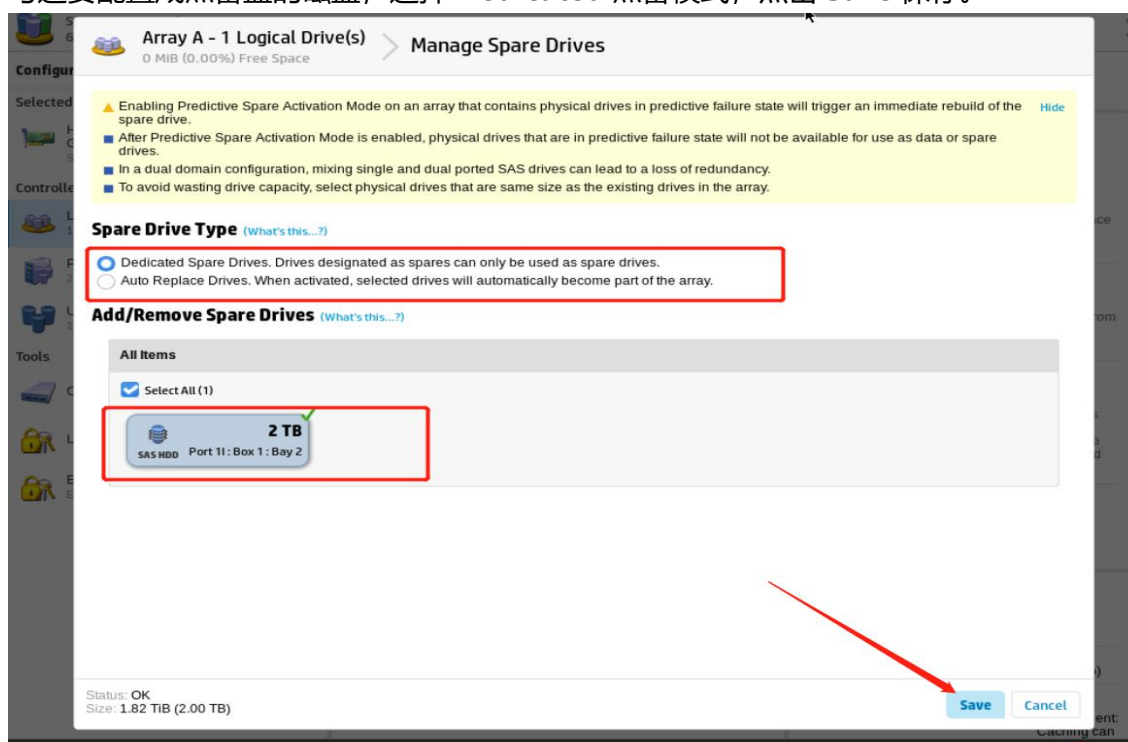 Array A - 1 Logical Drive(s)
0 MiB (0.00%) Free Space
Manage Spare Drives
Configur
Selected
Controlle
Tools
Enabling Predictive Spare Activation Mode on an array that contains physical drives in predictive failure state will trigger an immediate rebuild of the
spare drive.
Hide
After Predictive Spare Activation Mode is enabled, physical drives that are in predictive failure state will not be available for use as data or spare
drives.
In a dual domain configuration, mixing single and dual ported SAS drives can lead to a loss of redundancy.
To avoid wasting drive capacity, select physical drives that are same size as the existing drives in the array.
Spare Drive Type (What's this...?)
Dedicated Spare Drives. Drives designated as spares can only be used as spare drives.
Auto Replace Drives. When activated, selected drives will automatically become part of the array.
Add/Remove Spare Drives (What's this...?)
All Items
Select All (1)
2 TB
SAS HDD Port 1I : Box 1 : Bay 2
Status: OK
Size: 1.82 TiB (2.00 TB)
Save
Cancel
Caching can